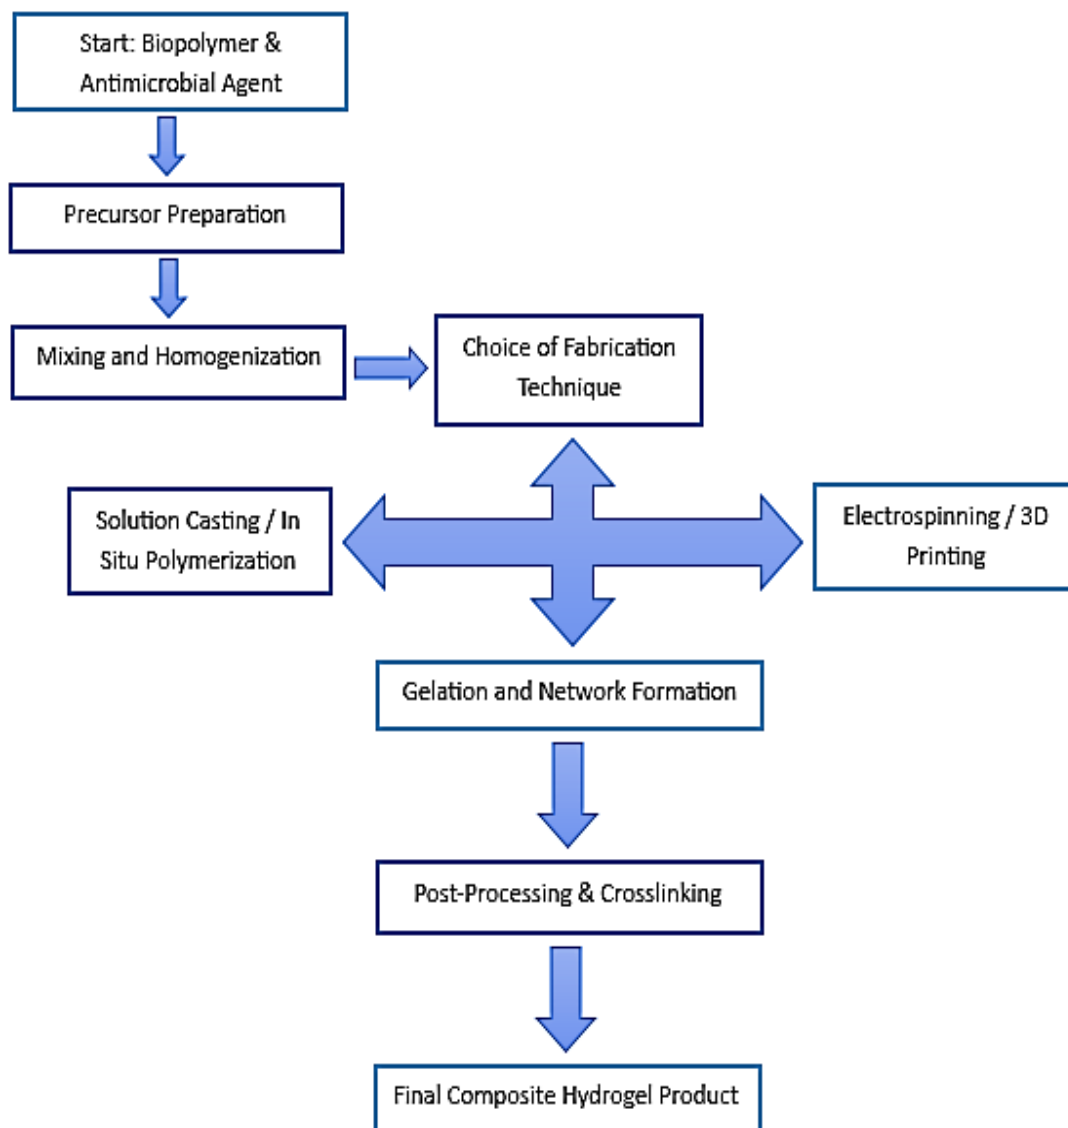 Start: Biopolymer &
Antimicrobial Agent
Precursor Preparation
Mixing and Homogenization
Choice of Fabrication
Technique
Solution Casting / In
Situ Polymerization
Electrospinning / 3D
Printing
Gelation and Network Formation
Post-Processing & Crosslinking
Final Composite Hydrogel Product